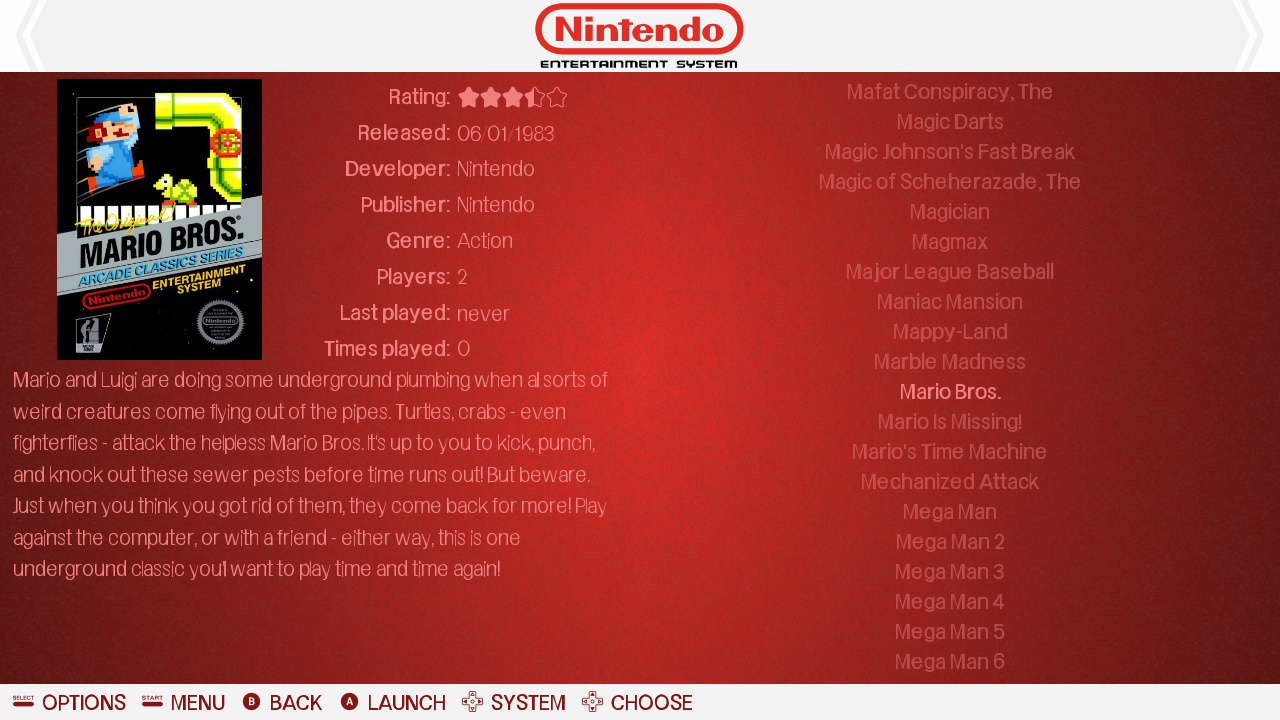 Nintendo
ENTERTAINMENT SYSTEM
The Original
MARIO BROS.
ARCADE CLASSICS SERIES
Nintendo
ENTERTAINMENT
SYSTEM
Nintendo
Rating:
Released: 06/01/1983
Developer: Nintendo
Publisher: Nintendo
Genre: Action
Players: 2
Last played: never
Times played: 0
Mario and Luigi are doing some underground plumbing when al sorts of
weird creatures come flying out of the pipes. Turtles, crabs - even
fighterflies - attack the helpless Mario Bros. It's up to you to kick, punch,
and knock out these sewer pests before time runs out! But beware.
Just when you think you got rid of them, they come back for more! Play
against the computer, or with a friend - either way, this is one
underground classic you'l want to play time and time again!
Mafat Conspiracy, The
Magic Darts
Magic Johnson's Fast Break
Magic of Scheherazade, The
Magician
Magmax
Major League Baseball
Maniac Mansion
Mappy-Land
Marble Madness
Mario Bros.
Mario Is Missing!
Mario's Time Machine
Mechanized Attack
Mega Man
Mega Man 2
Mega Man 3
Mega Man 4
Mega Man 5
Mega Man 6
SELECT OPTIONS START MENU B BACK A LAUNCH SYSTEM CHOOSE